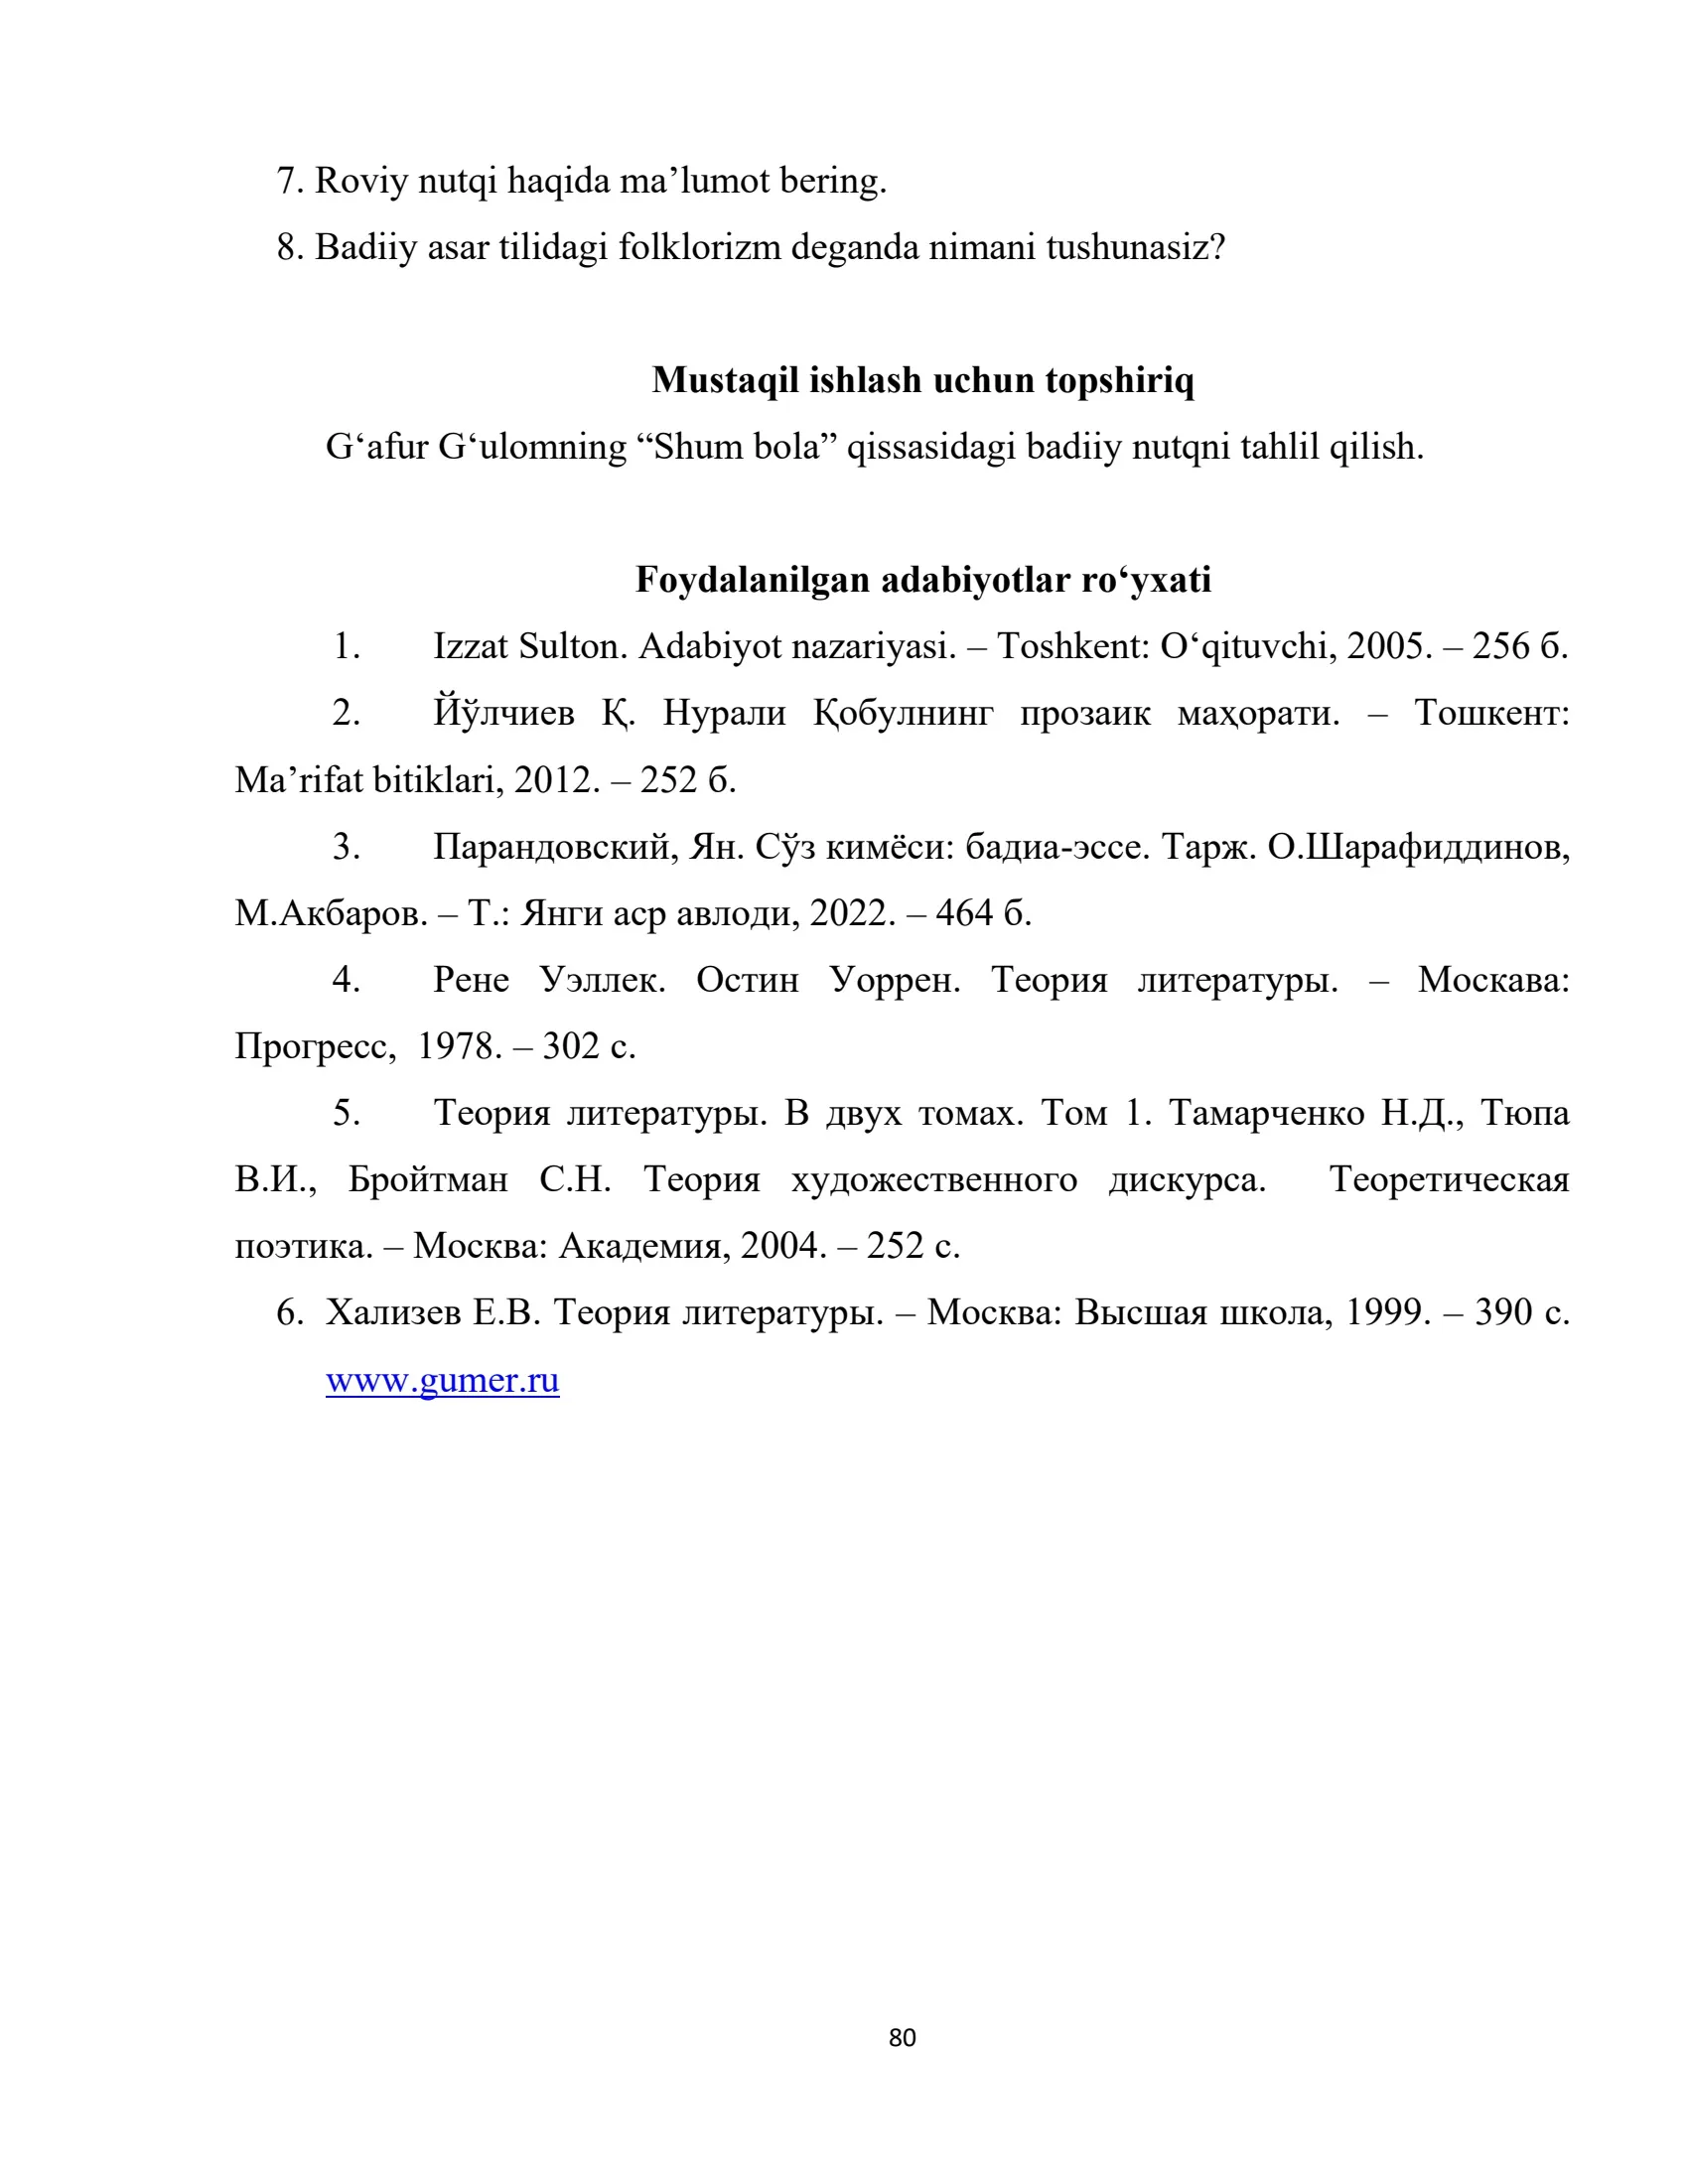 7. Roviy nutqi haqida ma’lumot bering.
8. Badiiy asar tilidagi folklorizm deganda nimani tushunasiz?
Mustaqil ishlash uchun topshiriq
G‘afur G‘ulomning “Shum bola” qissasidagi badiiy nutqni tahlil qilish.
Foydalanilgan adabiyotlar ro‘yxati
1. Izzat Sulton. Adabiyot nazariyasi. – Toshkent: O‘qituvchi, 2005. – 256 б.
2. Йўлчиев Қ. Нурали Қобулнинг прозаик маҳорати. – Тошкент:
Ma’rifat bitiklari, 2012. – 252 б.
3. Парандовский, Ян. Сўз кимёси: бадиа-эссе. Тарж. О.Шарафиддинов,
М.Акбаров. – Т.: Янги аср авлоди, 2022. – 464 б.
4. Рене Уэллек. Остин Уоррен. Теория литературы. – Москава:
Прогресс, 1978. – 302 с.
5. Теория литературы. В двух томах. Том 1. Тамарченко Н.Д., Тюпа
В.И., Бройтман С.Н. Теория художественного дискурса. Теоретическая
поэтика. – Москва: Академия, 2004. – 252 с.
6. Хализев Е.В. Теория литературы. – Москва: Высшая школа, 1999. – 390 с.
www.gumer.ru
80